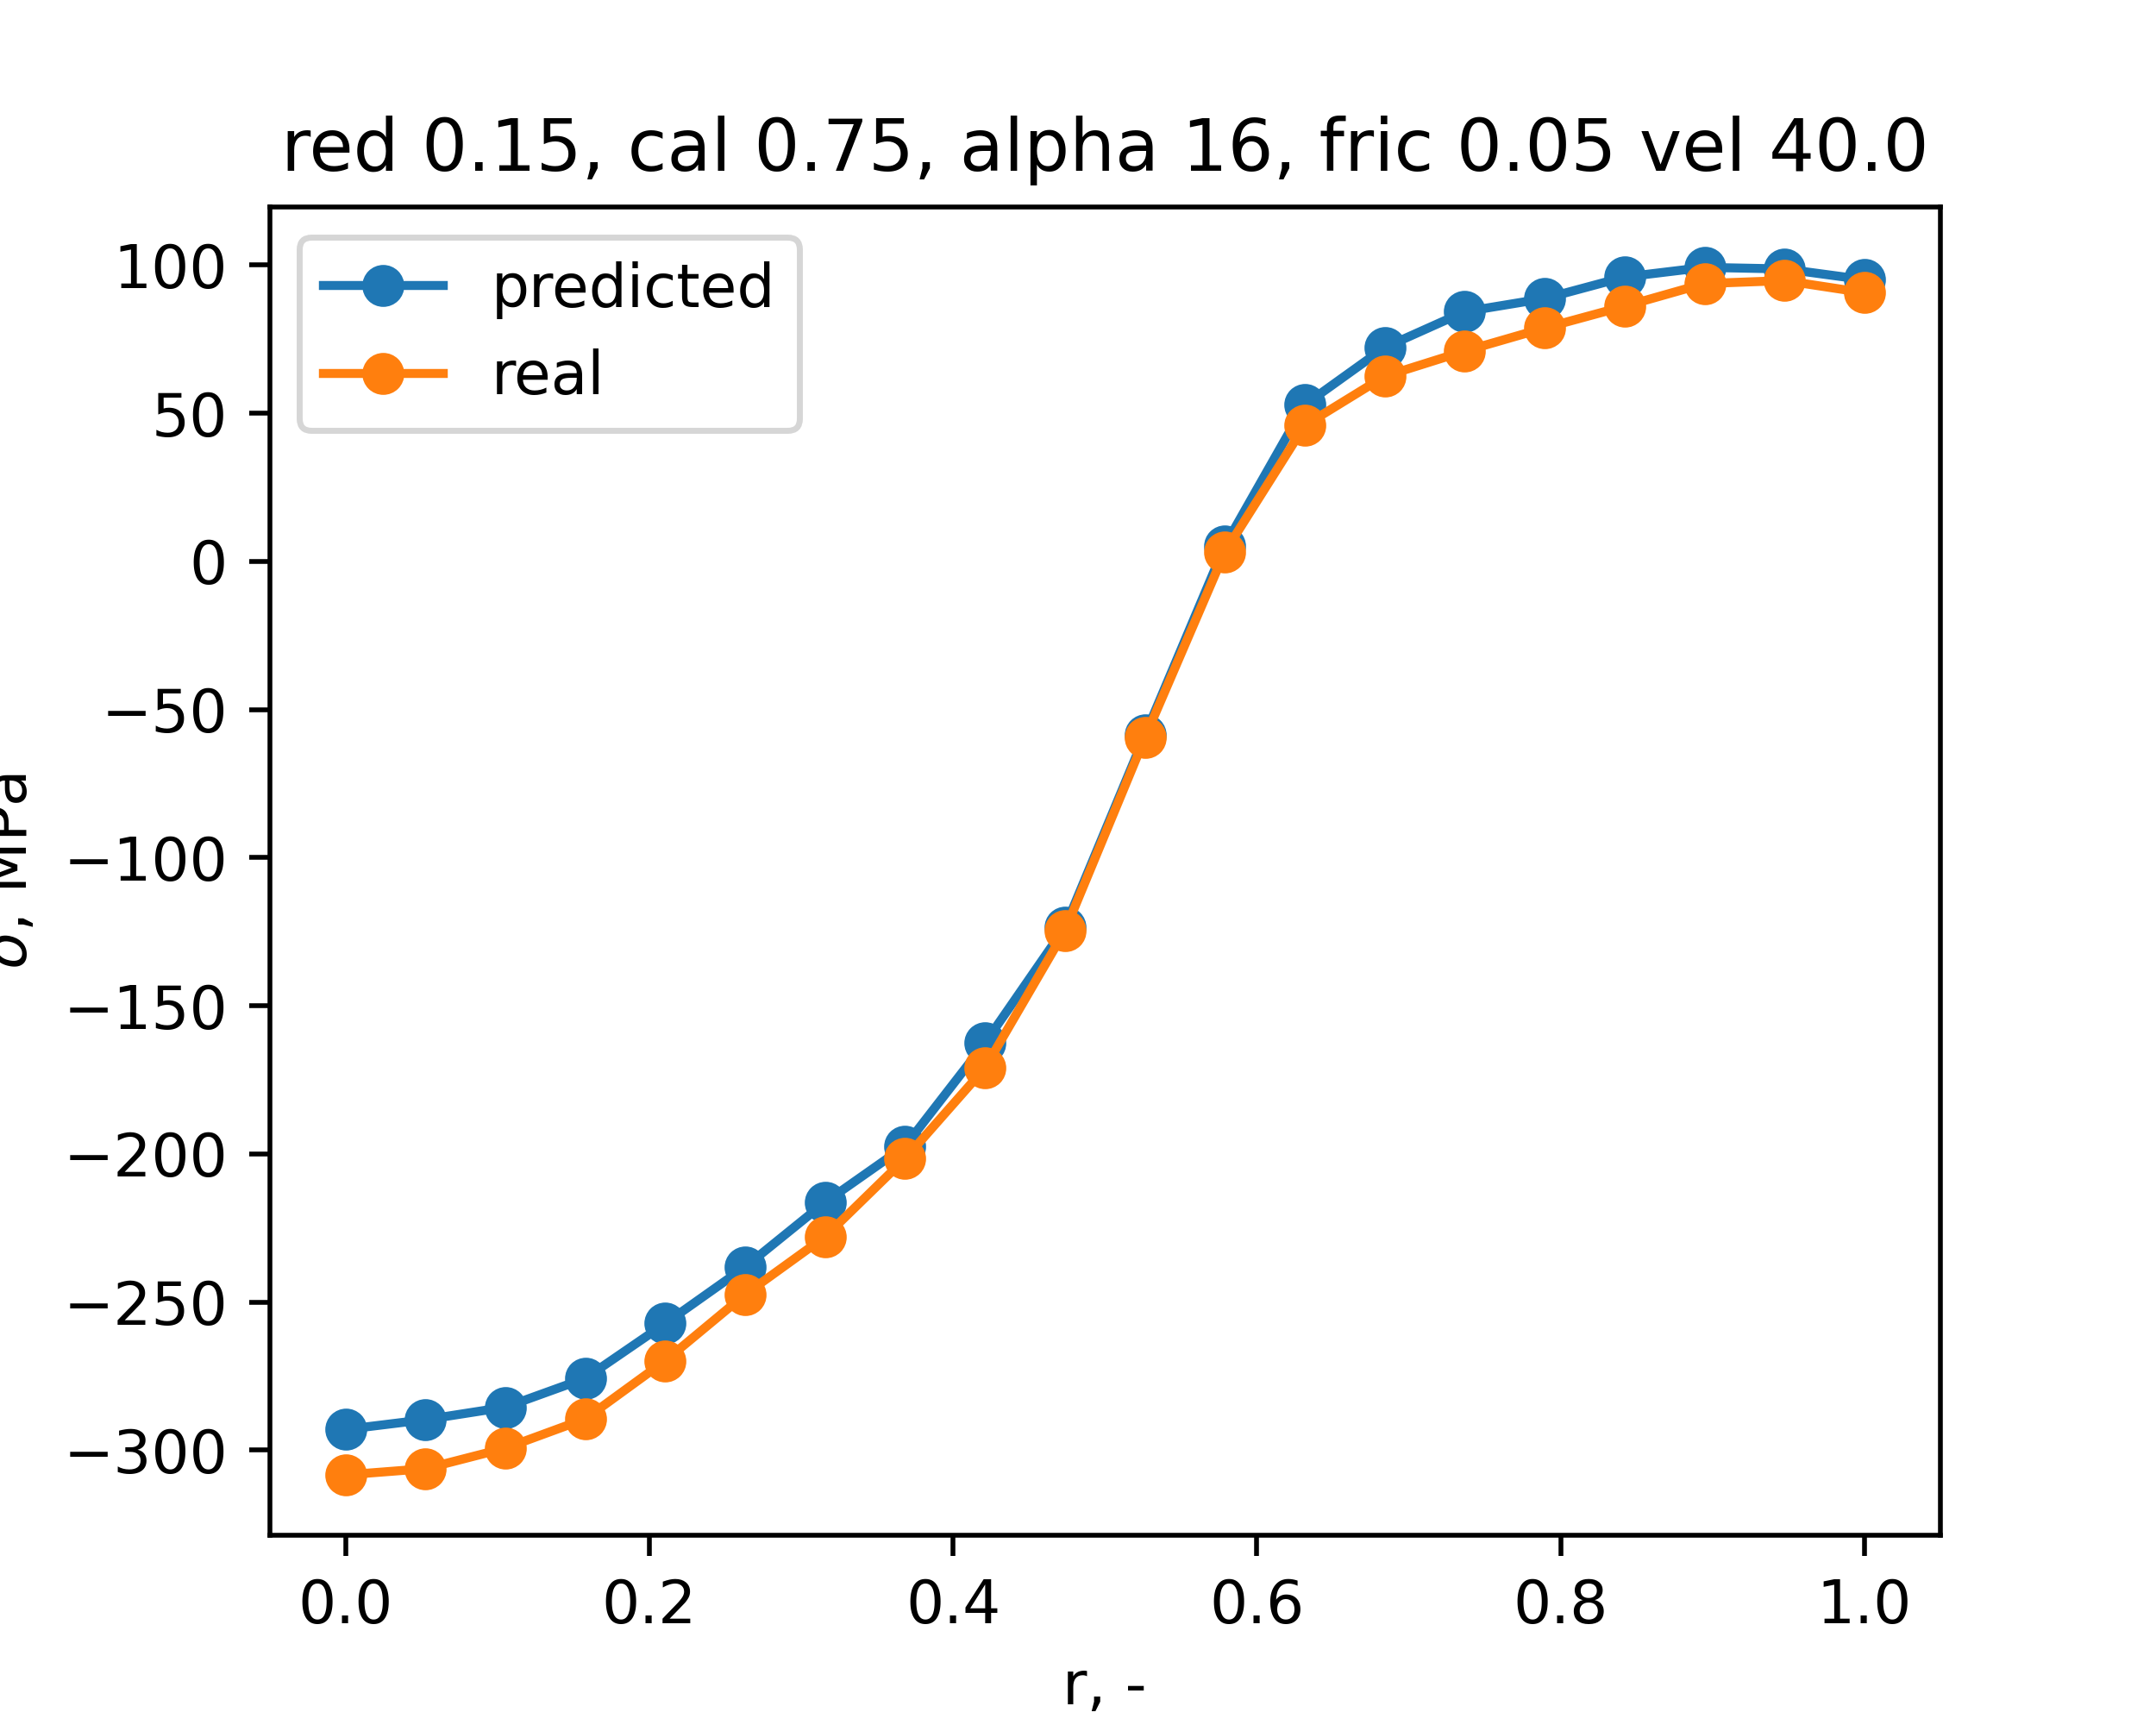 red 0.15, cal 0.75, alpha 16, fric 0.05 vel 40.0
predicted
real
100
50
0
−50
−100
−150
−200
−250
−300
, MPa
0.0 0.2 0.4 0.6 0.8 1.0
r, -